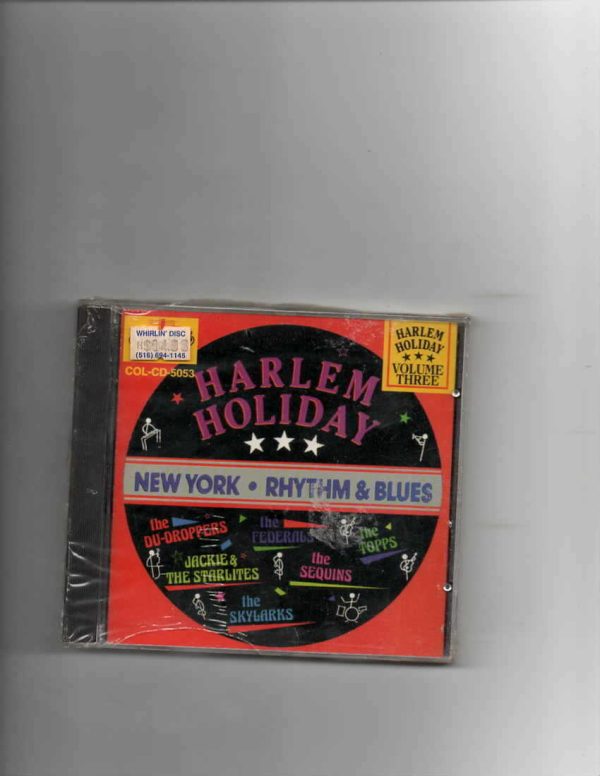 WHIRLIN' DISC
(516) 694-1145
COL-CD-5053
HARLEM
HOLIDAY
VOLUME
THREE
HARLEM
HOLIDAY
NEW YORK • RHYTHM & BLUES
the DU-DROPPERS
the FEDERALS
the TOPPS
JACKIE & THE STARLITES
the SEQUINS
the SKYLARKS